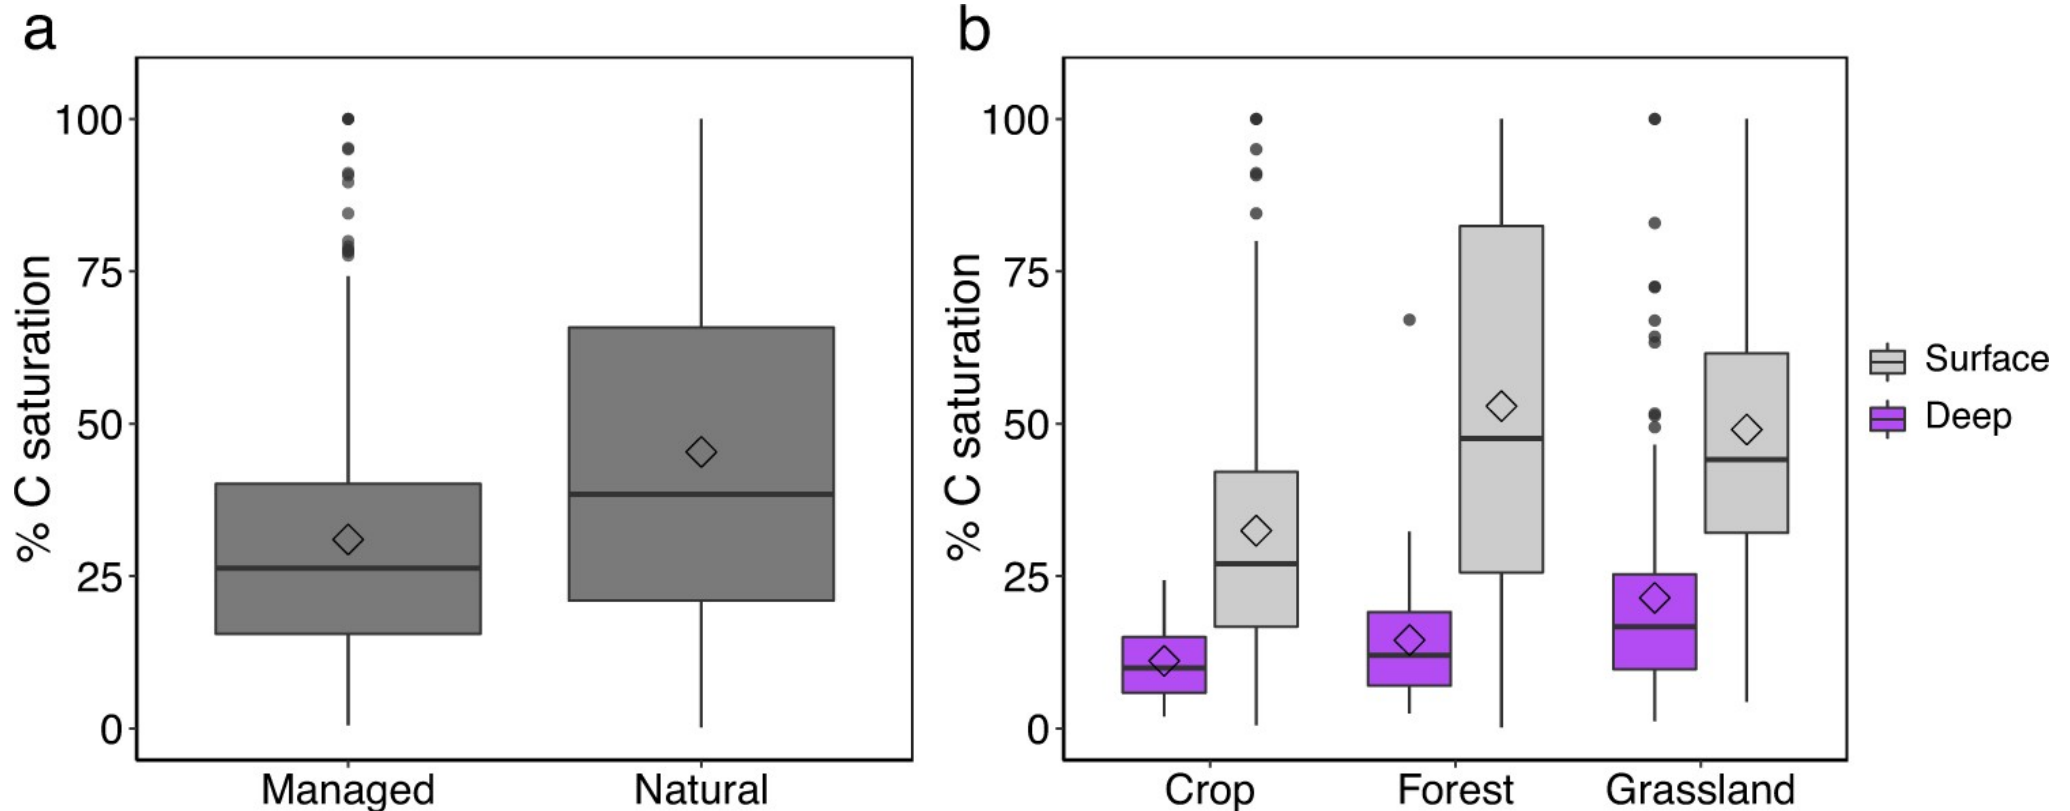 a
% C saturation
100
75
50
25
0
Managed Natural
b
% C saturation
100
75
50
25
0
Crop Forest Grassland
Surface
Deep